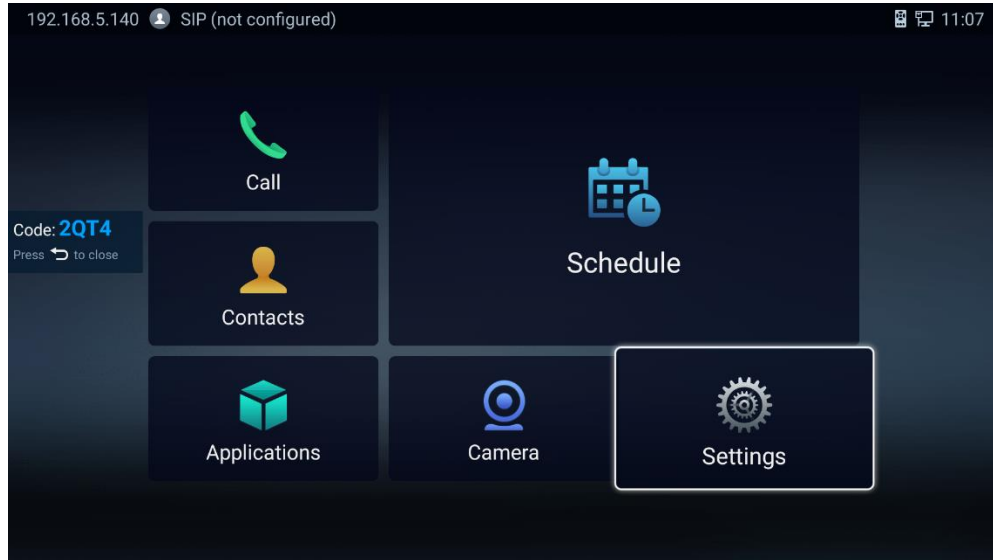 192.168.5.140 SIP (not configured) 11:07
Call
Schedule
Code: 2QT4
Press to close
Contacts
Applications
Camera
Settings